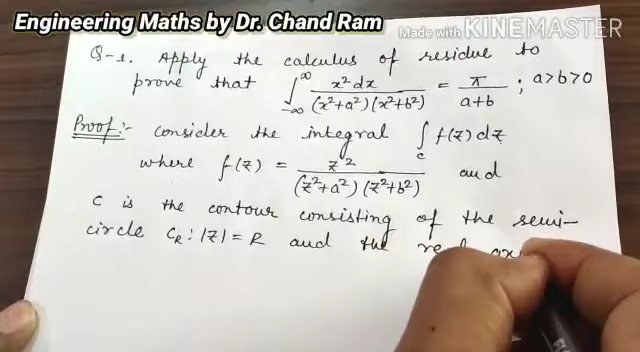 Engineering Maths by Dr. Chand Ram
Made with KINEMASTER
Q-1. Apply the calculus of residue to
prove that ∫_{-∞}^{∞} x²dx / (x²+a²)(x²+b²) = π / a+b ; a>b>0
Proof:- Consider the integral ∫_c f(z) dz
where f(z) = z² / (z²+a²)(z²+b²) and
C is the contour consisting of the semi-
circle C_R : |z| = R and the